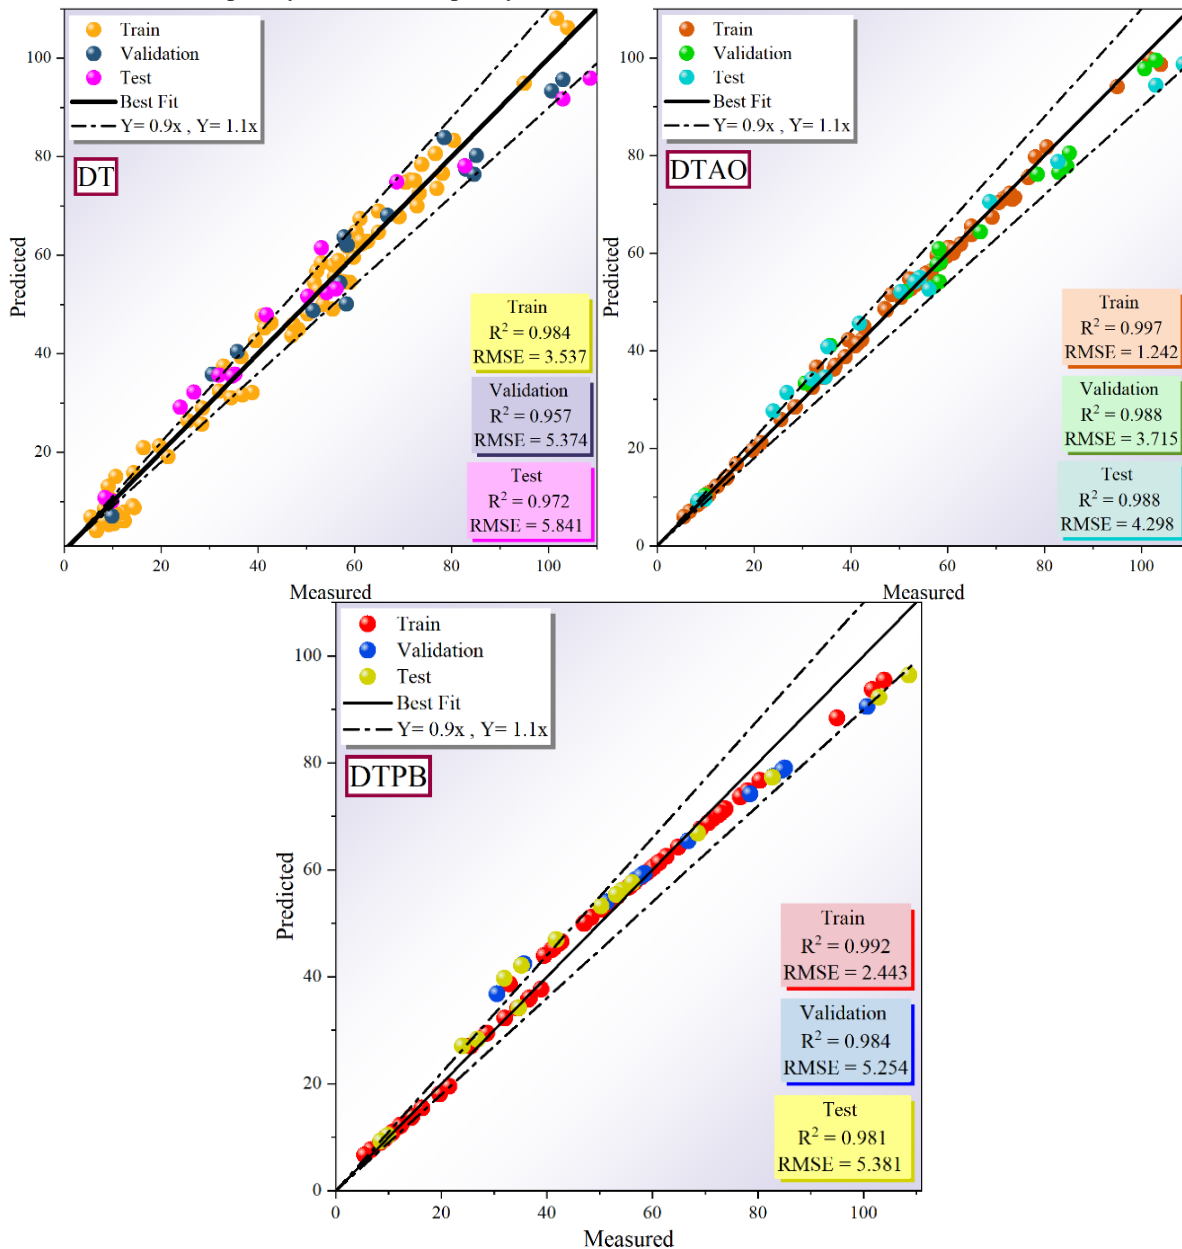 Train
Validation
Test
Best Fit
Y= 0.9x , Y= 1.1x
DT
Predicted
100
80
60
40
20
0
20
40
60
80
100
Measured
Train
R² = 0.984
RMSE = 3.537
Validation
R² = 0.957
RMSE = 5.374
Test
R² = 0.972
RMSE = 5.841
Train
Validation
Test
Best Fit
Y= 0.9x , Y= 1.1x
DTAO
Predicted
100
80
60
40
20
0
0
20
40
60
80
100
Measured
Train
R² = 0.997
RMSE = 1.242
Validation
R² = 0.988
RMSE = 3.715
Test
R² = 0.988
RMSE = 4.298
Train
Validation
Test
Best Fit
Y= 0.9x , Y= 1.1x
DTPB
Predicted
100
80
60
40
20
0
0
20
40
60
80
100
Measured
Train
R² = 0.992
RMSE = 2.443
Validation
R² = 0.984
RMSE = 5.254
Test
R² = 0.981
RMSE = 5.381